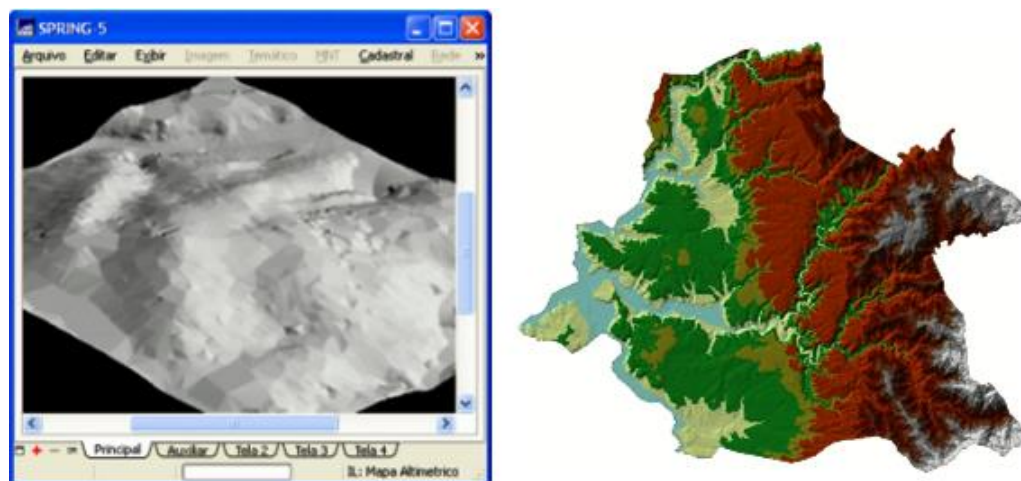 SPRING-5
Arquivo Editar Exibir Imagem Temático MNT Cadastral Rede »
Principal Auxiliar Tela 2 Tela 3 Tela 4
IL: Mapa Altimetrico